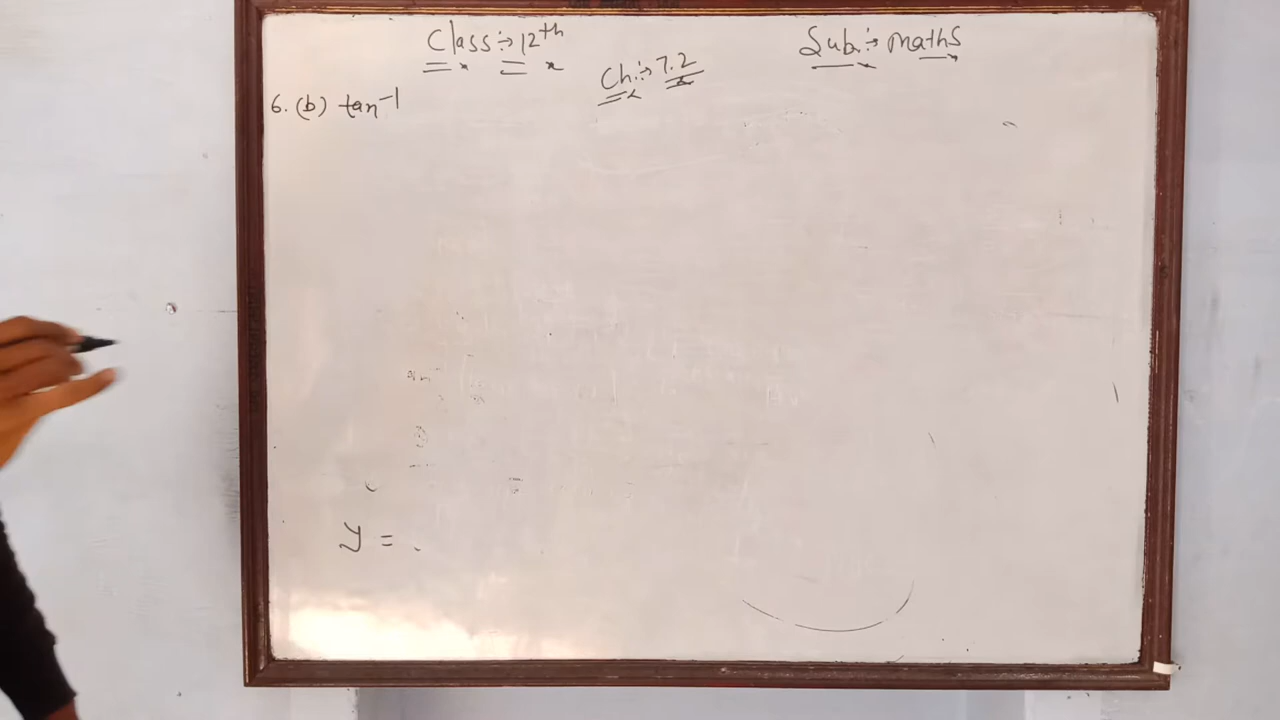 Class :→ 12th
Sub. :→ Maths
Ch. :→ 7.2
6. (b) tan⁻¹
y =